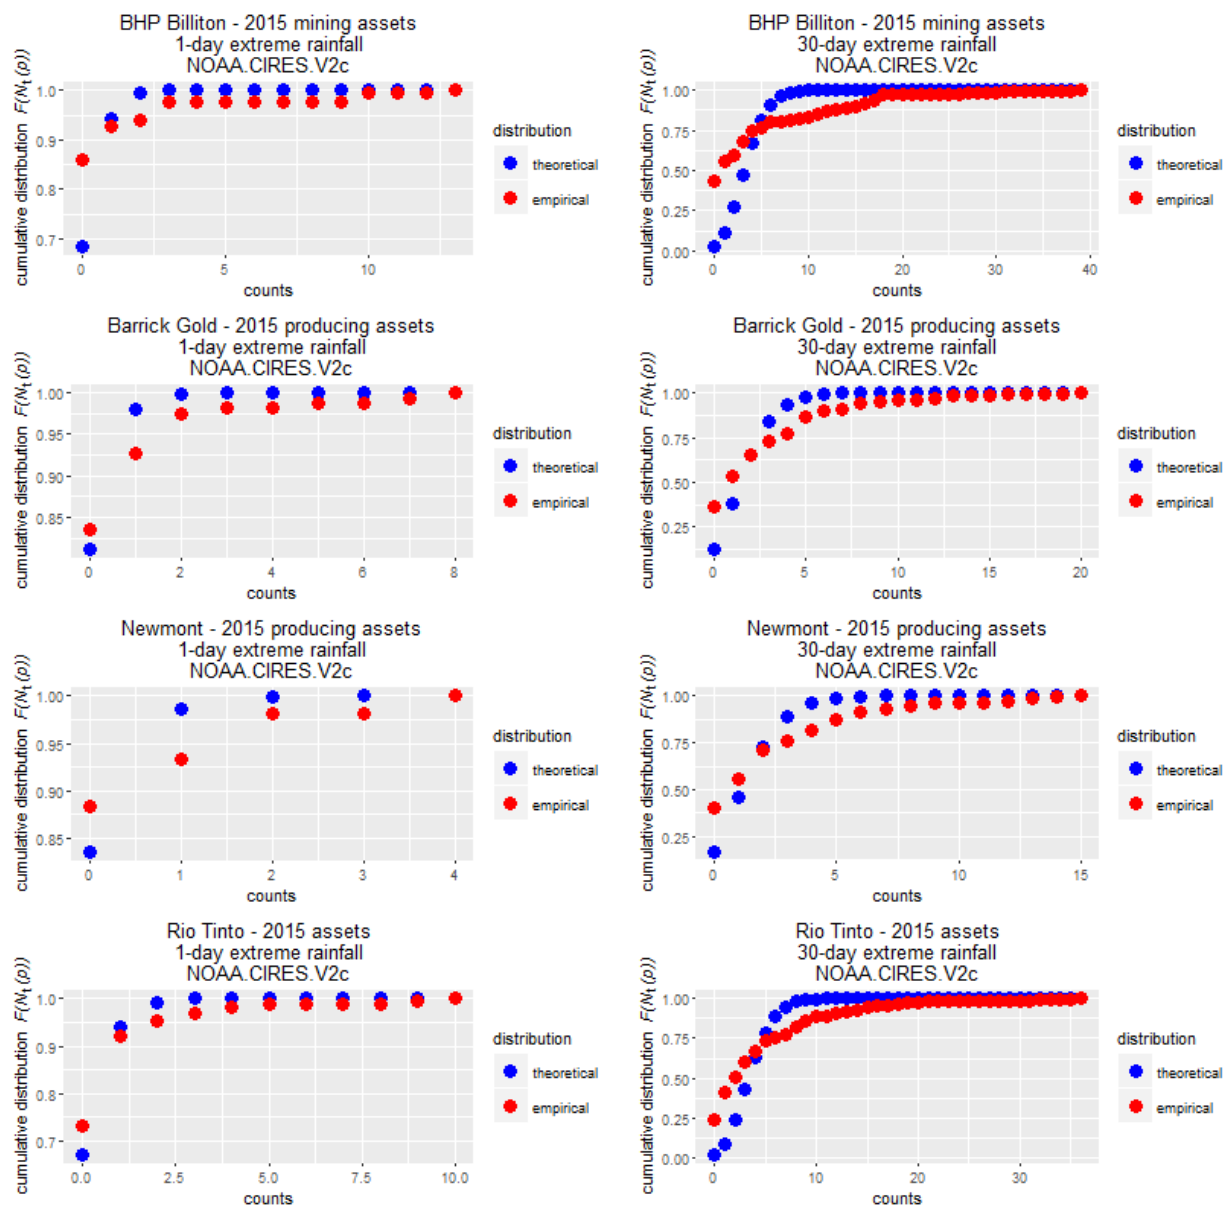 BHP Billiton - 2015 mining assets
1-day extreme rainfall
NOAA.CIRES.V2c
cumulative distribution F(Nt(ρ))
1.0
0.9
0.8
0.7
0
5
10
counts
distribution
theoretical
empirical
BHP Billiton - 2015 mining assets
30-day extreme rainfall
NOAA.CIRES.V2c
cumulative distribution F(Nt(ρ))
1.00
0.75
0.50
0.25
0.00
0
10
20
30
40
counts
distribution
theoretical
empirical
Barrick Gold - 2015 producing assets
1-day extreme rainfall
NOAA.CIRES.V2c
cumulative distribution F(Nt(ρ))
1.00
0.95
0.90
0.85
0
2
4
6
8
counts
distribution
theoretical
empirical
Barrick Gold - 2015 producing assets
30-day extreme rainfall
NOAA.CIRES.V2c
cumulative distribution F(Nt(ρ))
1.00
0.75
0.50
0.25
0
5
10
15
20
counts
distribution
theoretical
empirical
Newmont - 2015 producing assets
1-day extreme rainfall
NOAA.CIRES.V2c
cumulative distribution F(Nt(ρ))
1.00
0.95
0.90
0.85
0
1
2
3
4
counts
distribution
theoretical
empirical
Newmont - 2015 producing assets
30-day extreme rainfall
NOAA.CIRES.V2c
cumulative distribution F(Nt(ρ))
1.00
0.75
0.50
0.25
0
5
10
15
counts
distribution
theoretical
empirical
Rio Tinto - 2015 assets
1-day extreme rainfall
NOAA.CIRES.V2c
cumulative distribution F(Nt(ρ))
1.0
0.9
0.8
0.7
0.0
2.5
5.0
7.5
10.0
counts
distribution
theoretical
empirical
Rio Tinto - 2015 assets
30-day extreme rainfall
NOAA.CIRES.V2c
cumulative distribution F(Nt(ρ))
1.00
0.75
0.50
0.25
0.00
0
10
20
30
counts
distribution
theoretical
empirical